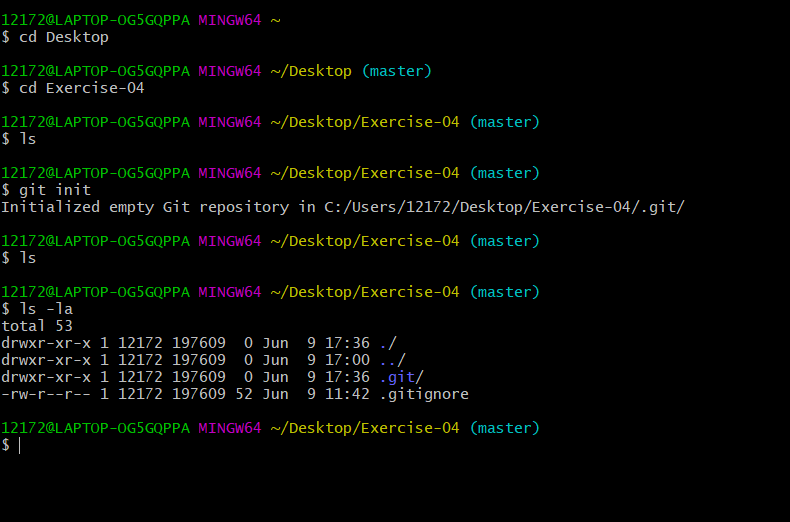 12172@LAPTOP-OG5GQPPA MINGW64 ~
$ cd Desktop
12172@LAPTOP-OG5GQPPA MINGW64 ~/Desktop (master)
$ cd Exercise-04
12172@LAPTOP-OG5GQPPA MINGW64 ~/Desktop/Exercise-04 (master)
$ ls
12172@LAPTOP-OG5GQPPA MINGW64 ~/Desktop/Exercise-04 (master)
$ git init
Initialized empty Git repository in C:/Users/12172/Desktop/Exercise-04/.git/
12172@LAPTOP-OG5GQPPA MINGW64 ~/Desktop/Exercise-04 (master)
$ ls
12172@LAPTOP-OG5GQPPA MINGW64 ~/Desktop/Exercise-04 (master)
$ ls -la
total 53
drwxr-xr-x 1 12172 197609  0 Jun  9 17:36 ./
drwxr-xr-x 1 12172 197609  0 Jun  9 17:00 ../
drwxr-xr-x 1 12172 197609  0 Jun  9 17:36 .git/
-rw-r--r-- 1 12172 197609 52 Jun  9 11:42 .gitignore
12172@LAPTOP-OG5GQPPA MINGW64 ~/Desktop/Exercise-04 (master)
$